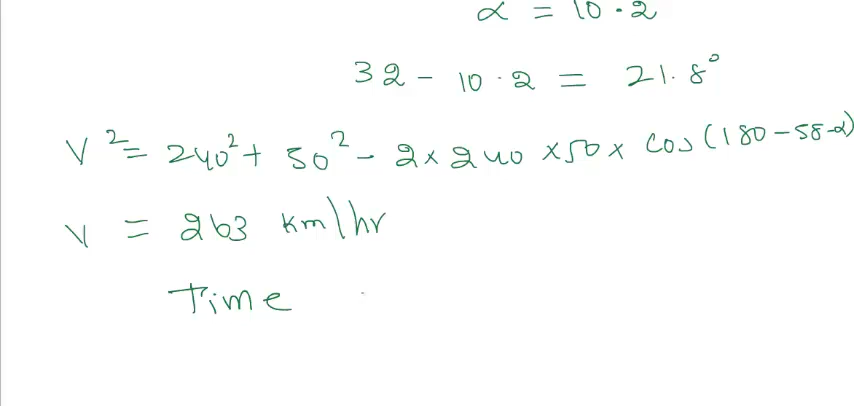 α = 10.2
32 - 10.2 = 21.8°
V² = 240² + 50² - 2 × 240 × 50 × cos(180-58-α)
V = 263 km/hr
Time